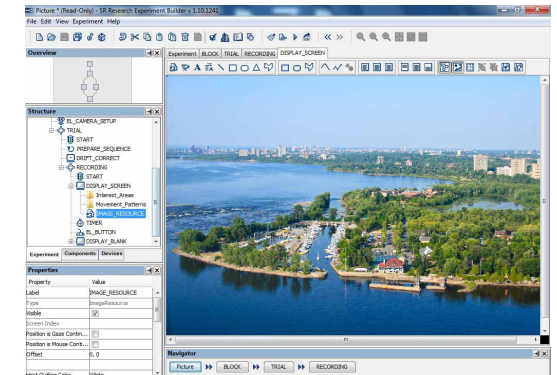 Picture * (Read-Only) - SR Research Experiment Builder v 1.10.1241
File Edit View Experiment Help
Overview
Experiment BLOCK TRIAL RECORDING DISPLAY_SCREEN
Structure
EL_CAMERA_SETUP
TRIAL
START
PREPARE_SEQUENCE
DRIFT_CORRECT
RECORDING
START
DISPLAY_SCREEN
Interest_Areas
Movement_Patterns
IMAGE_RESOURCE
TIMER
EL_BUTTON
DISPLAY_BLANK
Experiment Components Devices
Properties
Property Value
Label IMAGE_RESOURCE
Type ImageResource
Visible
Screen Index
Position is Gaze Contin...
Position is Mouse Conti...
Offset 0, 0
Navigator
Picture BLOCK TRIAL RECORDING